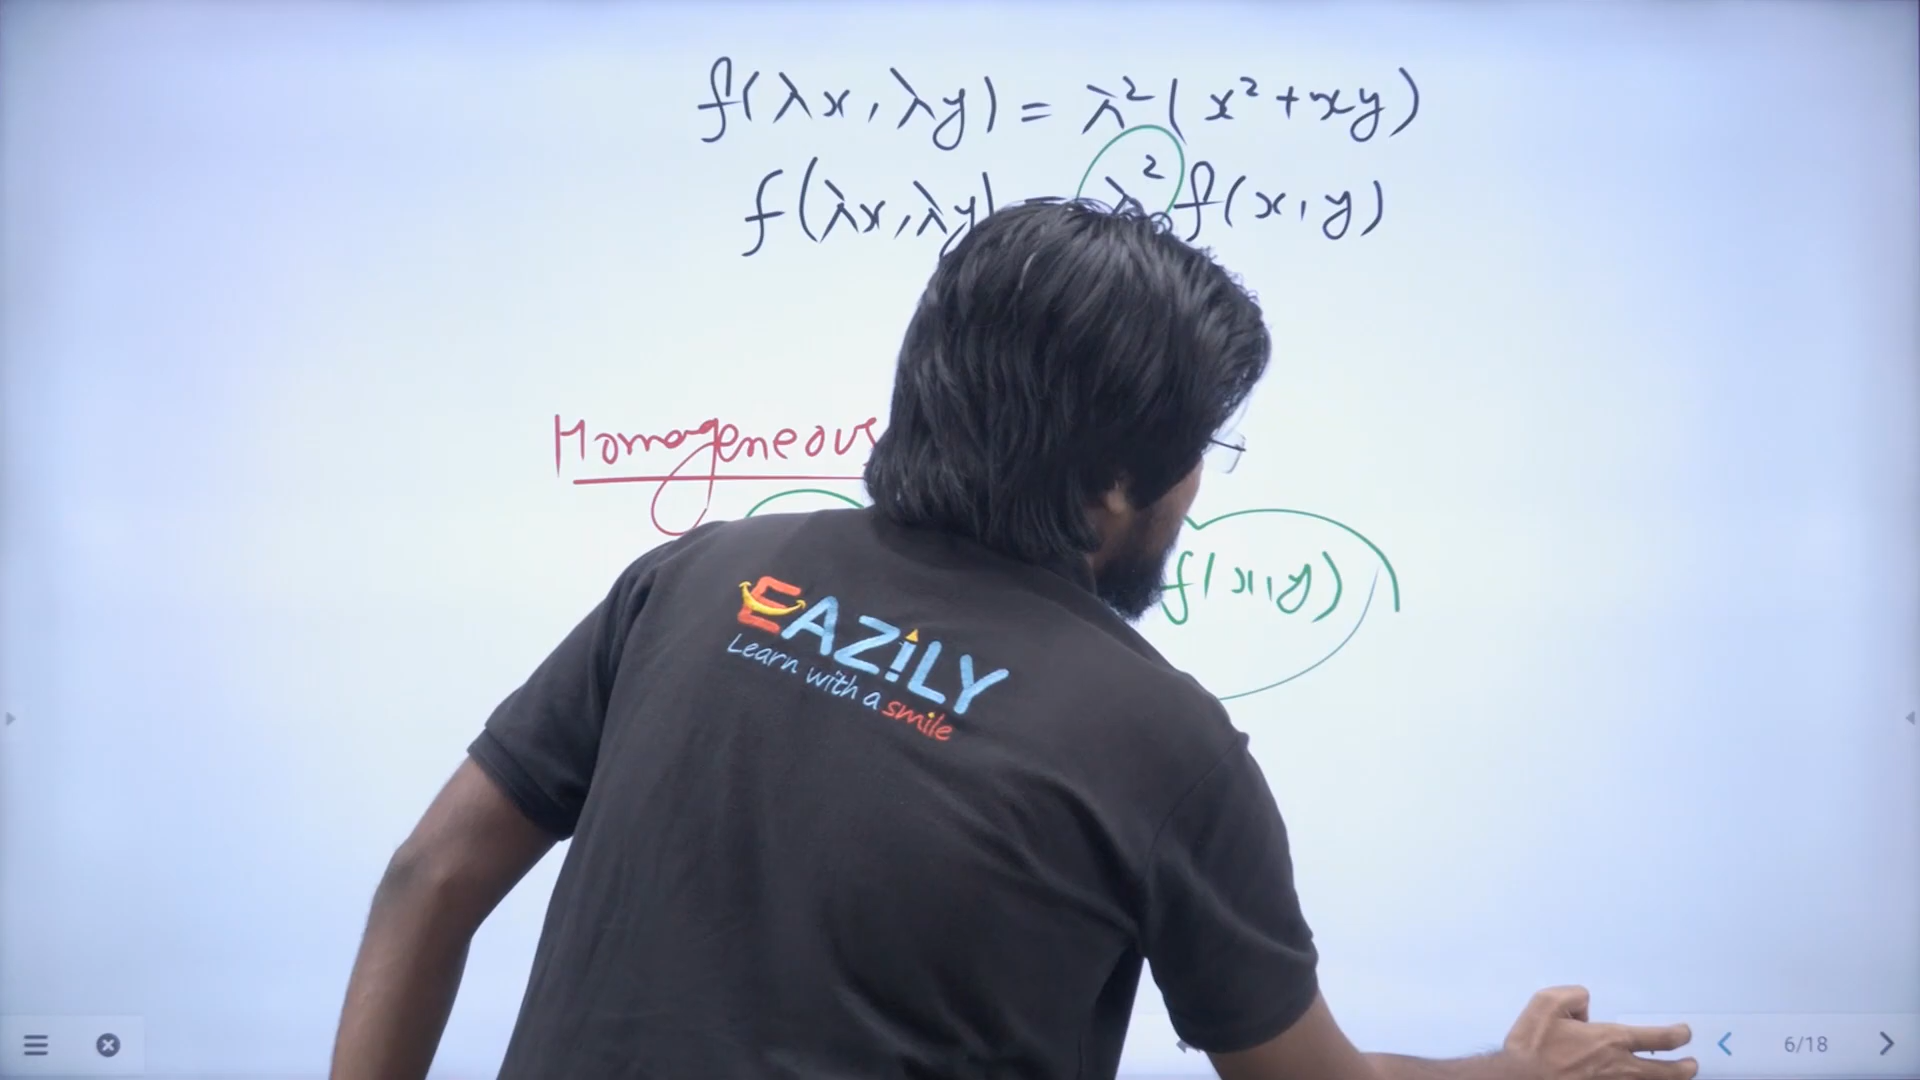 f(λx, λy) = λ²(x² + xy)
f(λx, λy) = λ² f(x, y)
Homogeneous
f(x, y)
EAZiLY
Learn with a smile
6/18